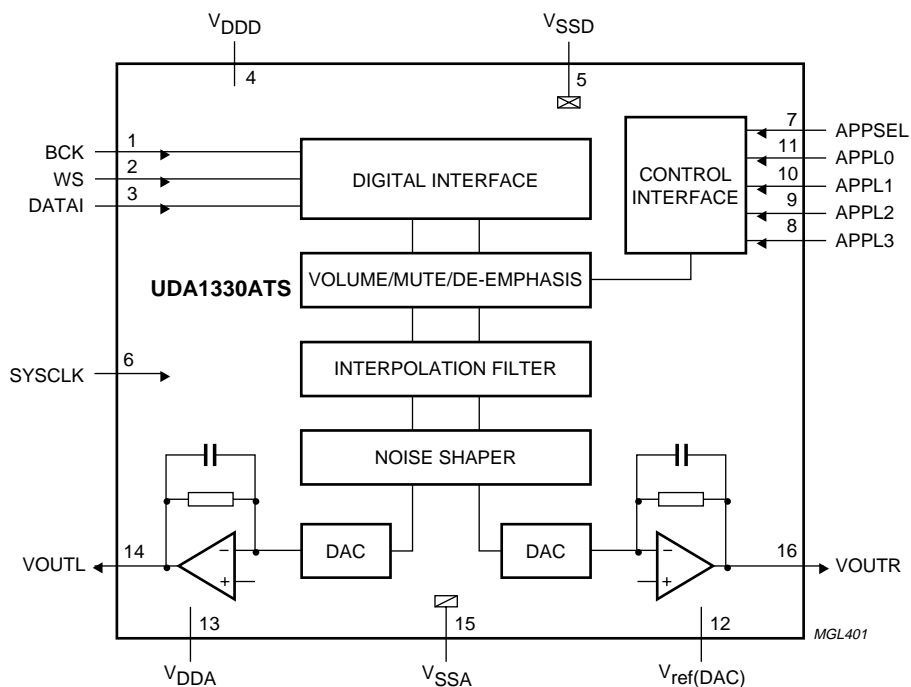 VDDD
VSSD
4
5
BCK
1
WS
2
DATAI
3
DIGITAL INTERFACE
CONTROL
INTERFACE
7
APPSEL
11
APPL0
10
APPL1
9
APPL2
8
APPL3
UDA1330ATS
VOLUME/MUTE/DE-EMPHASIS
SYSCLK
6
INTERPOLATION FILTER
NOISE SHAPER
VOUTL
14
−
+
DAC
DAC
−
+
16
VOUTR
13
15
12
MGL401
VDDA
VSSA
Vref(DAC)